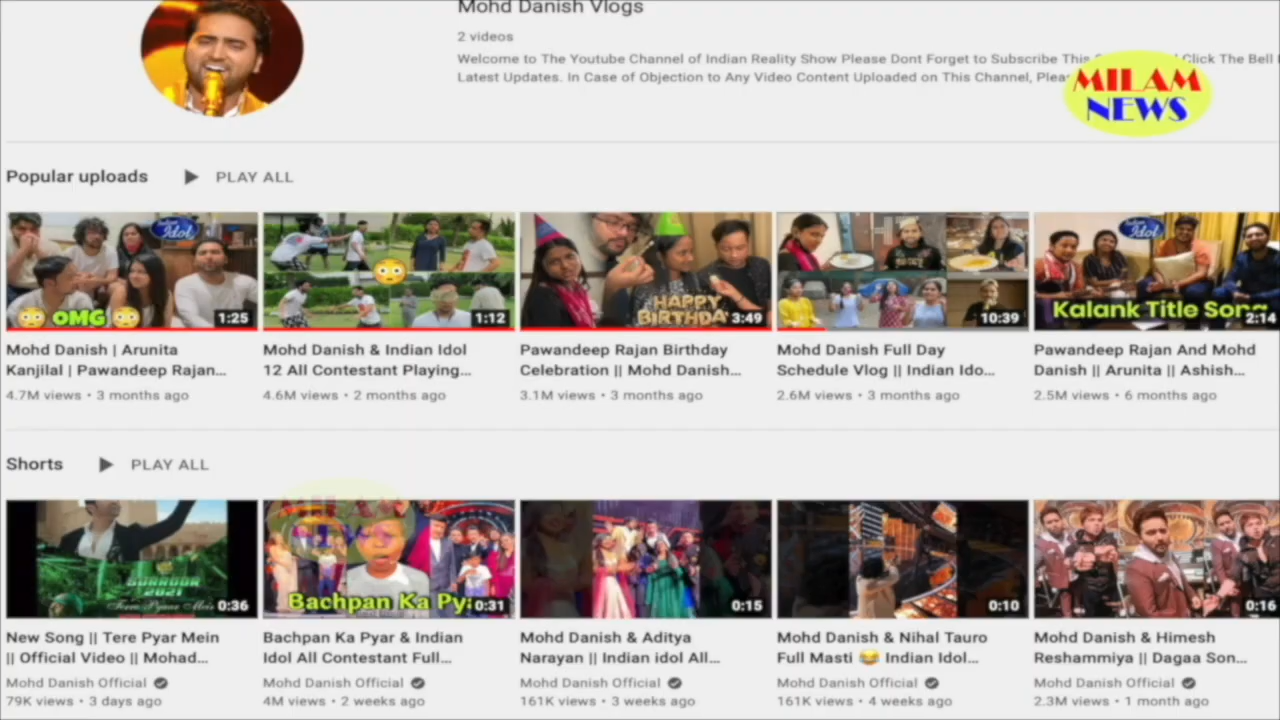 Mohd Danish Vlogs
2 videos
Welcome to The Youtube Channel of Indian Reality Show Please Dont Forget to Subscribe This Click The Bell
Latest Updates. In Case of Objection to Any Video Content Uploaded on This Channel,
MILAM
NEWS
Popular uploads PLAY ALL
Indian Idol
OMG
1:25
1:12
HAPPY
BIRTHDA
3:49
10:39
Indian Idol
Kalank Title Son
2:14
Mohd Danish | Arunita
Kanjilal | Pawandeep Rajan...
4.7M views • 3 months ago
Mohd Danish & Indian Idol
12 All Contestant Playing...
4.6M views • 2 months ago
Pawandeep Rajan Birthday
Celebration || Mohd Danish...
3.1M views • 3 months ago
Mohd Danish Full Day
Schedule Vlog || Indian Ido...
2.6M views • 3 months ago
Pawandeep Rajan And Mohd
Danish || Arunita || Ashish...
2.5M views • 6 months ago
Shorts PLAY ALL
2021
0:36
MILAM
NEWS
Bachpan Ka Py
0:31
0:15
0:10
0:16
New Song || Tere Pyar Mein
|| Official Video || Mohad...
Mohd Danish Official
79K views • 3 days ago
Bachpan Ka Pyar & Indian
Idol All Contestant Full...
Mohd Danish Official
4M views • 2 weeks ago
Mohd Danish & Aditya
Narayan || Indian idol All...
Mohd Danish Official
161K views • 3 weeks ago
Mohd Danish & Nihal Tauro
Full Masti 😂 Indian Idol...
Mohd Danish Official
161K views • 4 weeks ago
Mohd Danish & Himesh
Reshammiya || Dagaa Son...
Mohd Danish Official
2.3M views • 1 month ago